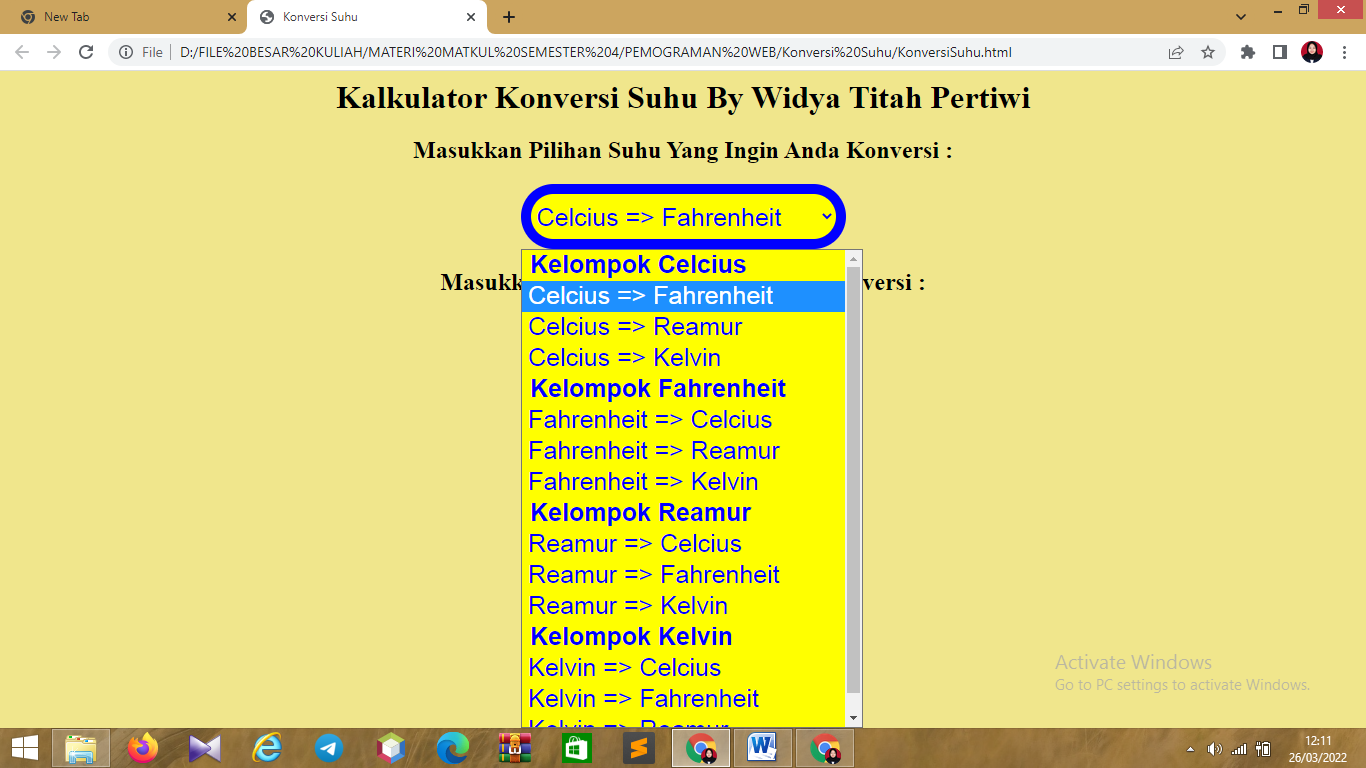 New Tab
Konversi Suhu
File
D:/FILE%20BESAR%20KULIAH/MATERI%20MATKUL%20SEMESTER%204/PEMOGRAMAN%20WEB/Konversi%20Suhu/KonversiSuhu.html
Kalkulator Konversi Suhu By Widya Titah Pertiwi
Masukkan Pilihan Suhu Yang Ingin Anda Konversi :
Celcius => Fahrenheit
Kelompok Celcius
Masukk versi :
Celcius => Fahrenheit
Celcius => Reamur
Celcius => Kelvin
Kelompok Fahrenheit
Fahrenheit => Celcius
Fahrenheit => Reamur
Fahrenheit => Kelvin
Kelompok Reamur
Reamur => Celcius
Reamur => Fahrenheit
Reamur => Kelvin
Kelompok Kelvin
Kelvin => Celcius
Kelvin => Fahrenheit
Kelvin => Reamur
Activate Windows
Go to PC settings to activate Windows.
12:11
26/03/2022